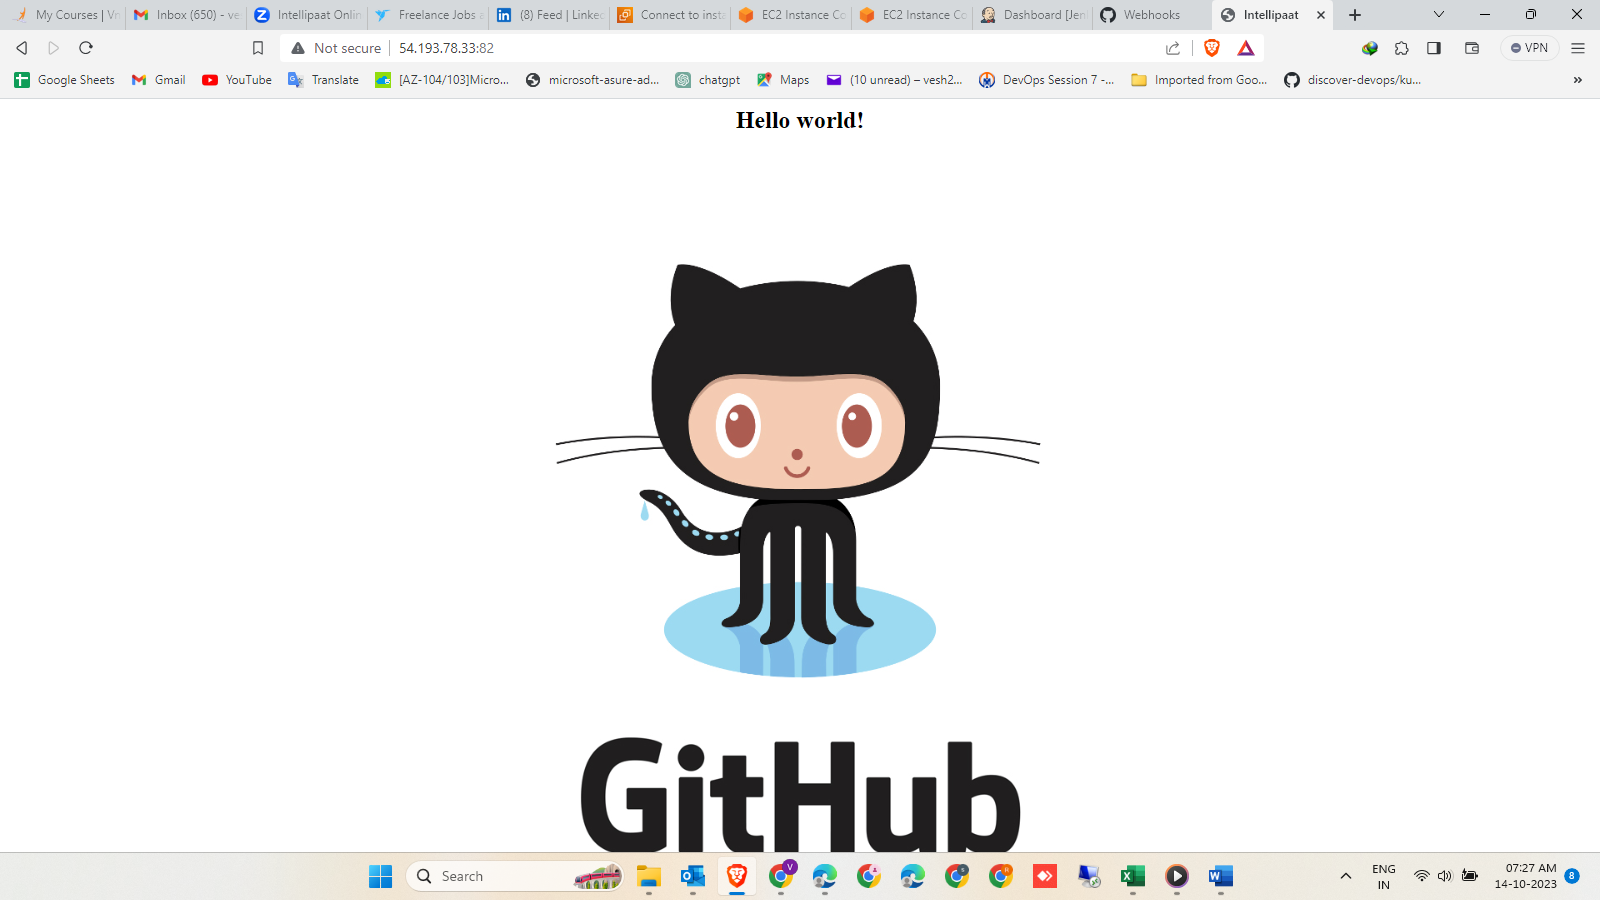 My Courses | Vn
Inbox (650) - ve
Intellipaat Onlin
Freelance Jobs a
(8) Feed | Linked
Connect to insta
EC2 Instance Co
EC2 Instance Co
Dashboard [Jen
Webhooks
Intellipaat
Not secure
54.193.78.33:82
VPN
Google Sheets
Gmail
YouTube
Translate
[AZ-104/103]Micro...
microsoft-asure-ad...
chatgpt
Maps
(10 unread) – vesh2...
DevOps Session 7 -...
Imported from Goo...
discover-devops/ku...
Hello world!
GitHub
Search
ENG
IN
07:27 AM
14-10-2023
8